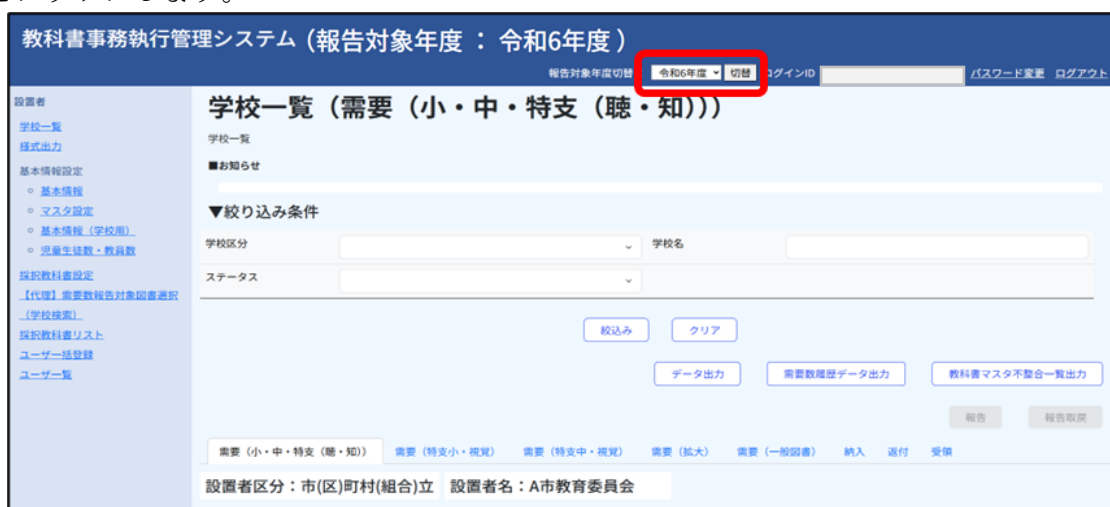 教科書事務執行管理システム（報告対象年度 ： 令和6年度 ）
報告対象年度切替 令和6年度 切替 ログインID パスワード変更 ログアウト
設置者
学校一覧
様式出力
基本情報設定
基本情報
マスタ設定
基本情報（学校用）
児童生徒数・教員数
採択教科書設定
【代理】需要数報告対象図書選択
（学校検索）
採択教科書リスト
ユーザ一括登録
ユーザ一覧
学校一覧（需要（小・中・特支（聴・知）））
学校一覧
■お知らせ
▼絞り込み条件
学校区分 学校名
ステータス
絞込み クリア
データ出力 需要数履歴データ出力 教科書マスタ不整合一覧出力
報告 報告取戻
需要（小・中・特支（聴・知）） 需要（特支小・視覚） 需要（特支中・視覚） 需要（拡大） 需要（一般図書） 納入 返付 受領
設置者区分：市(区)町村(組合)立 設置者名：A市教育委員会